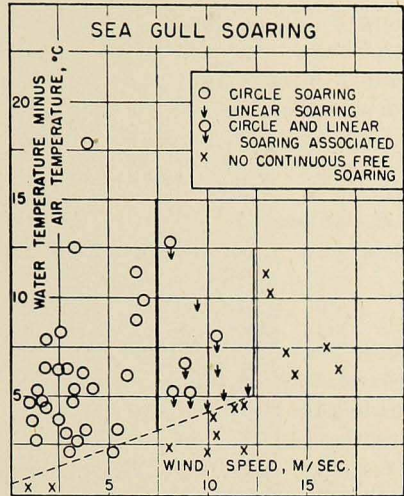 SEA GULL SOARING
WATER TEMPERATURE MINUS
AIR TEMPERATURE, °C
20
15
10
5
CIRCLE SOARING
LINEAR SOARING
CIRCLE AND LINEAR
SOARING ASSOCIATED
NO CONTINUOUS FREE
SOARING
5
10
15
WIND, SPEED, M/SEC.